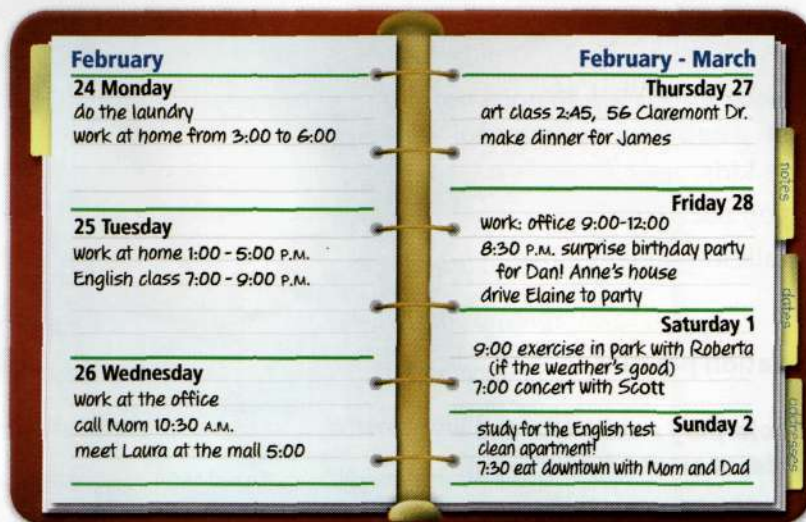 February
24 Monday
do the laundry
work at home from 3:00 to 6:00
25 Tuesday
work at home 1:00 - 5:00 P.M.
English class 7:00 - 9:00 P.M.
26 Wednesday
work at the office
call Mom 10:30 A.M.
meet Laura at the mall 5:00
February - March
Thursday 27
art class 2:45, 56 Claremont Dr.
make dinner for James
Friday 28
work: office 9:00-12:00
8:30 P.M. surprise birthday party
for Dan! Anne's house
drive Elaine to party
Saturday 1
9:00 exercise in park with Roberta
(if the weather's good)
7:00 concert with Scott
Sunday 2
study for the English test
clean apartment!
7:30 eat downtown with Mom and Dad
notes
dates
addresses